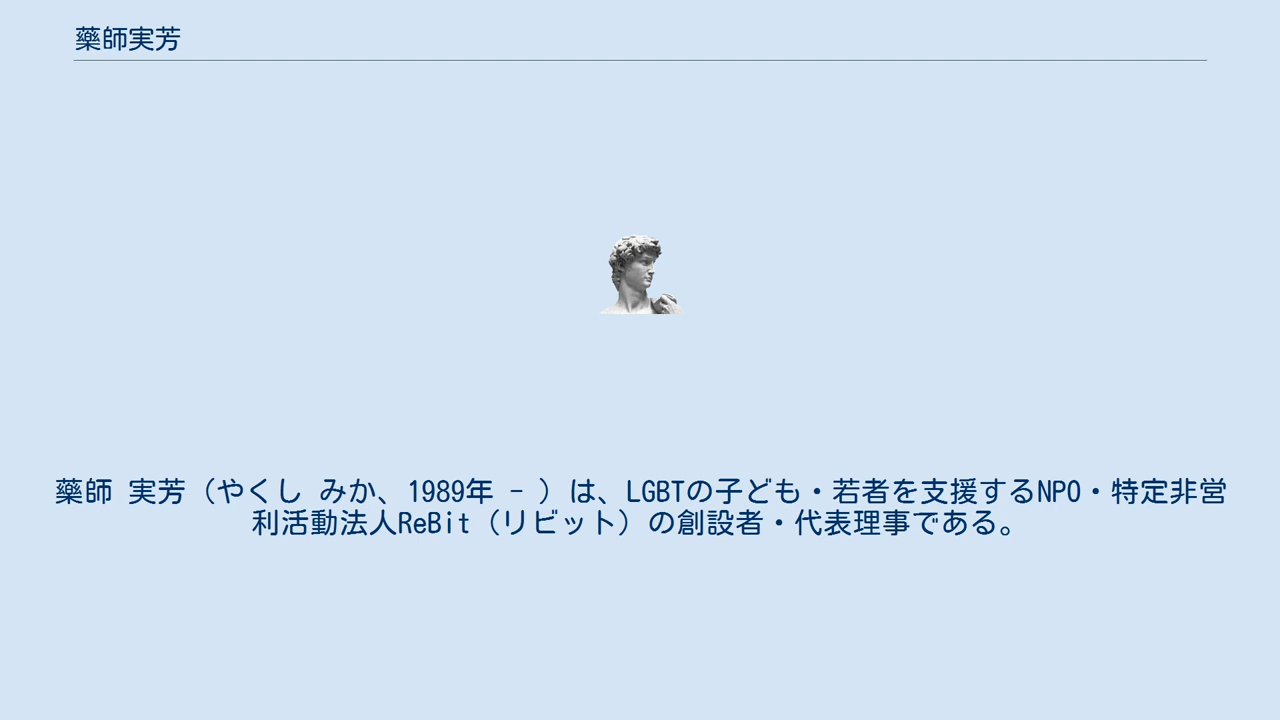 藥師実芳
藥師 実芳（やくし みか、1989年 - ）は、LGBTの子ども・若者を支援するNPO・特定非営
利活動法人ReBit（リビット）の創設者・代表理事である。